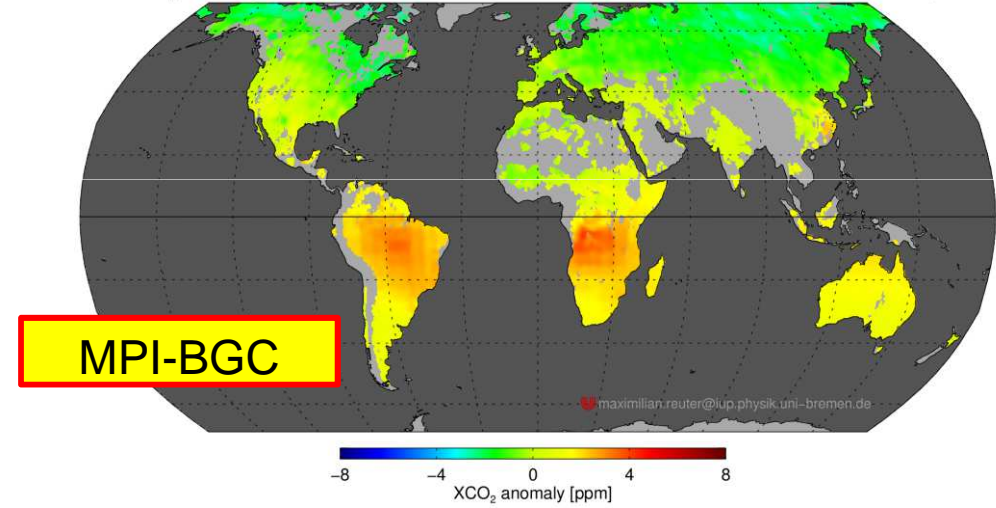 MPI-BGC
maximilian.reuter@iup.physik.uni-bremen.de
−8 −4 0 4 8
XCO₂ anomaly [ppm]